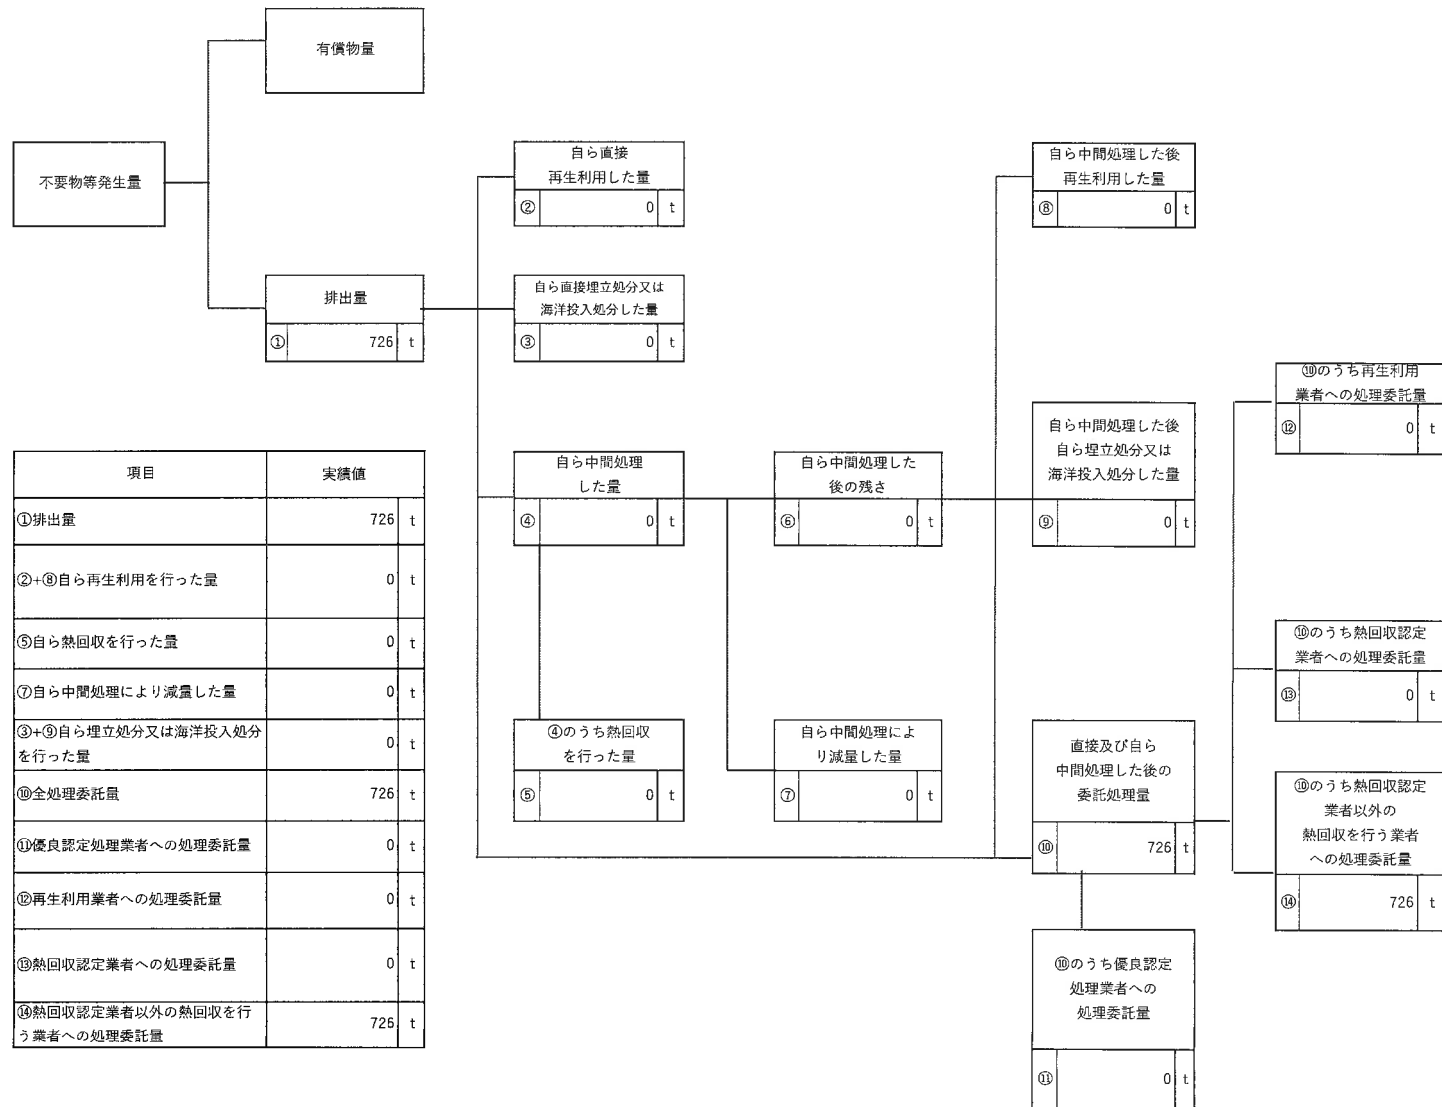 有償物量
不要物等発生量
排出量
① 726 t
自ら直接
再生利用した量
② 0 t
自ら直接埋立処分又は
海洋投入処分した量
③ 0 t
自ら中間処理
した量
④ 0 t
④のうち熱回収
を行った量
⑤ 0 t
自ら中間処理した
後の残さ
⑥ 0 t
自ら中間処理によ
り減量した量
⑦ 0 t
自ら中間処理した後
再生利用した量
⑧ 0 t
自ら中間処理した後
自ら埋立処分又は
海洋投入処分した量
⑨ 0 t
直接及び自ら
中間処理した後の
委託処理量
⑩ 726 t
⑩のうち優良認定
処理業者への
処理委託量
⑪ 0 t
⑩のうち再生利用
業者への処理委託量
⑫ 0 t
⑩のうち熱回収認定
業者への処理委託量
⑬ 0 t
⑩のうち熱回収認定
業者以外の
熱回収を行う業者
への処理委託量
⑭ 726 t
項目 実績値
①排出量 726 t
②+⑧自ら再生利用を行った量 0 t
⑤自ら熱回収を行った量 0 t
⑦自ら中間処理により減量した量 0 t
③+⑨自ら埋立処分又は海洋投入処分
を行った量 0 t
⑩全処理委託量 726 t
⑪優良認定処理業者への処理委託量 0 t
⑫再生利用業者への処理委託量 0 t
⑬熱回収認定業者への処理委託量 0 t
⑭熱回収認定業者以外の熱回収を行
う業者への処理委託量 726 t